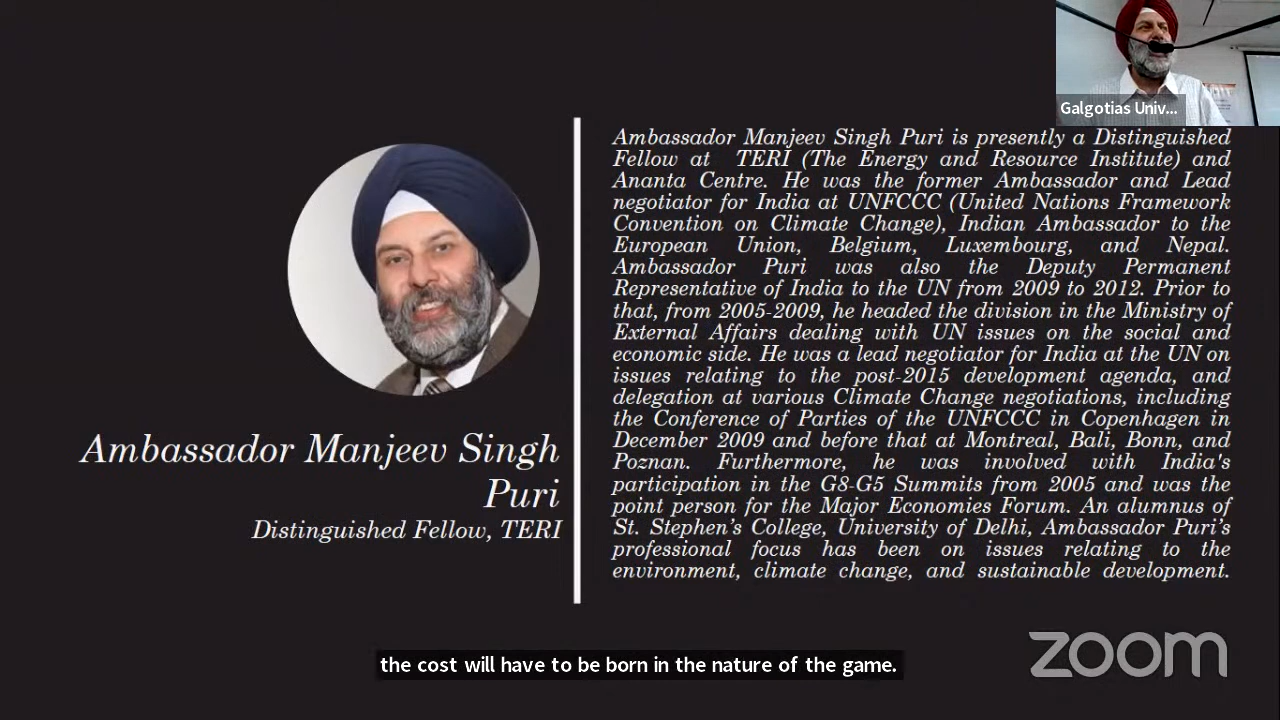 Galgotias Univ...
Ambassador Manjeev Singh Puri is presently a Distinguished
Fellow at TERI (The Energy and Resource Institute) and
Ananta Centre. He was the former Ambassador and Lead
negotiator for India at UNFCCC (United Nations Framework
Convention on Climate Change), Indian Ambassador to the
European Union, Belgium, Luxembourg, and Nepal.
Ambassador Puri was also the Deputy Permanent
Representative of India to the UN from 2009 to 2012. Prior to
that, from 2005-2009, he headed the division in the Ministry of
External Affairs dealing with UN issues on the social and
economic side. He was a lead negotiator for India at the UN on
issues relating to the post-2015 development agenda, and
delegation at various Climate Change negotiations, including
the Conference of Parties of the UNFCCC in Copenhagen in
December 2009 and before that at Montreal, Bali, Bonn, and
Poznan. Furthermore, he was involved with India's
participation in the G8-G5 Summits from 2005 and was the
point person for the Major Economies Forum. An alumnus of
St. Stephen’s College, University of Delhi, Ambassador Puri’s
professional focus has been on issues relating to the
environment, climate change, and sustainable development.
Ambassador Manjeev Singh
Puri
Distinguished Fellow, TERI
the cost will have to be born in the nature of the game.
zoom